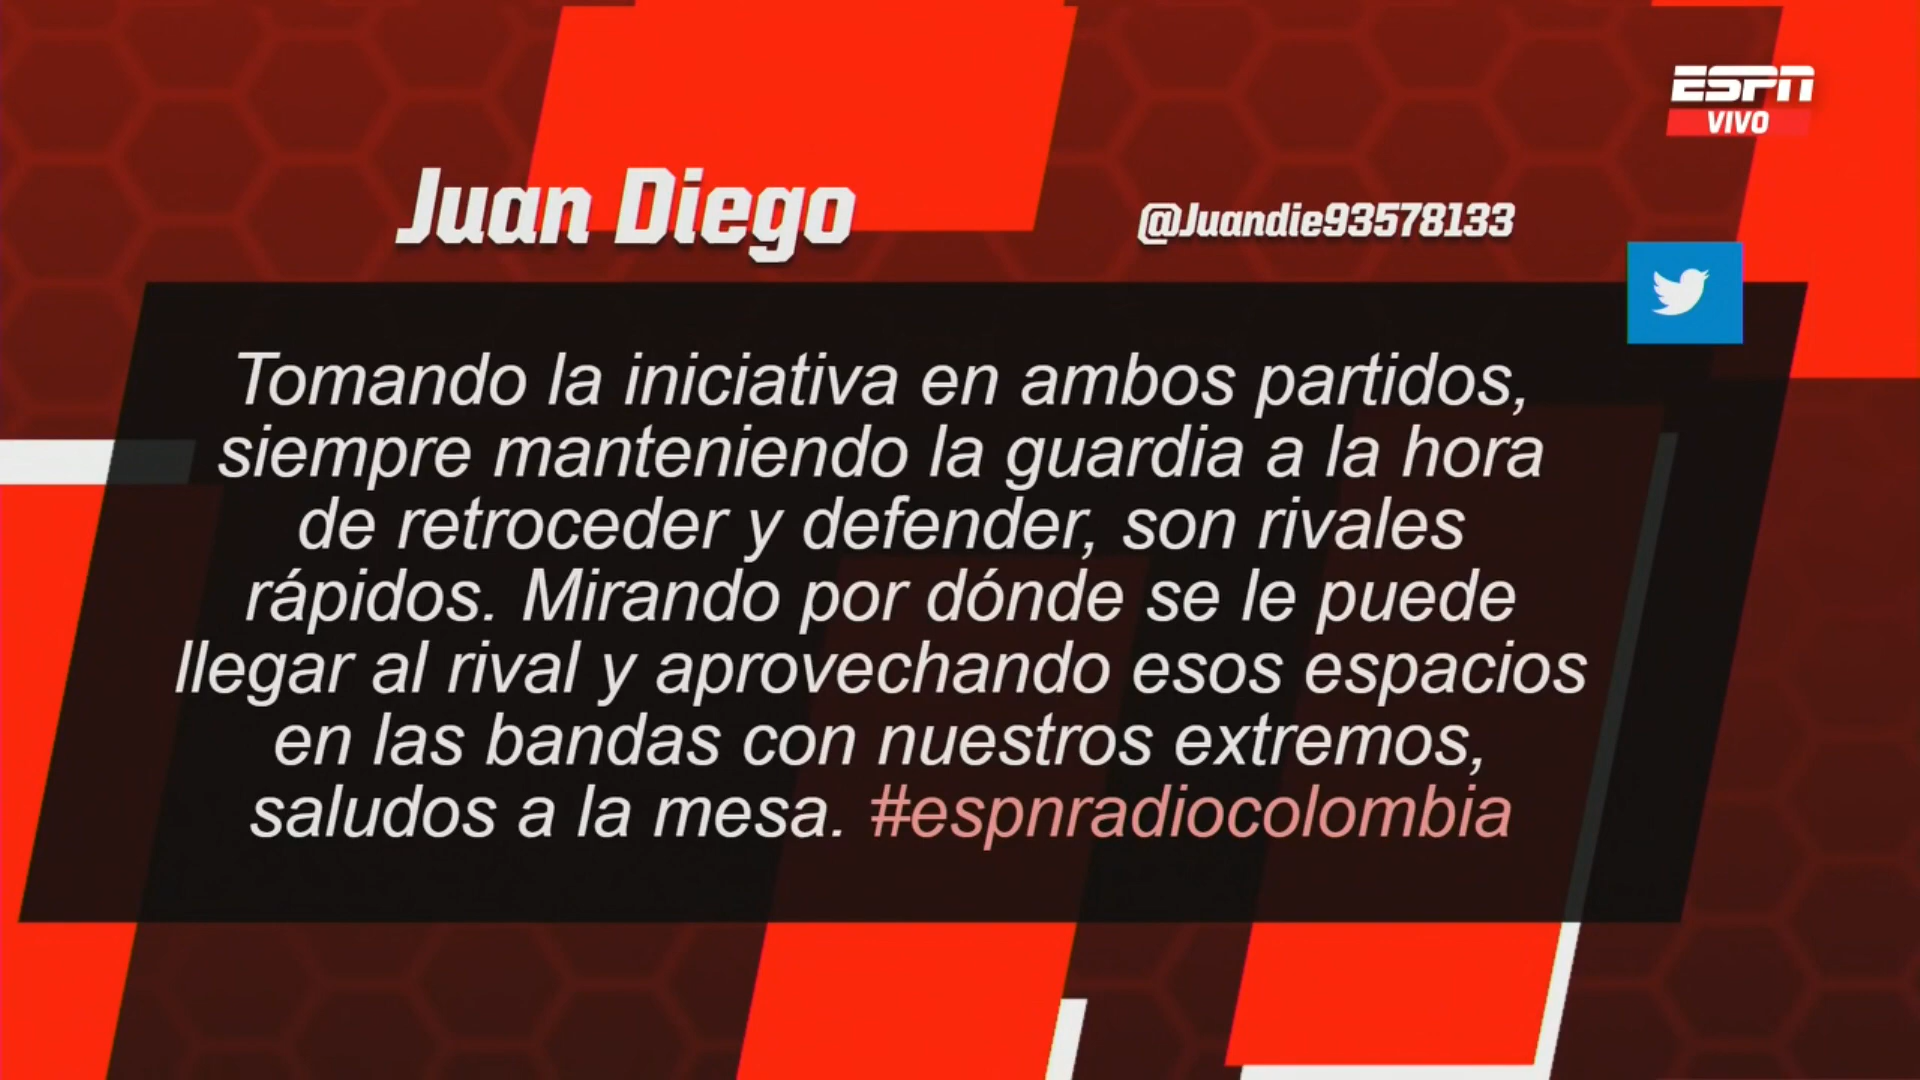 ESPN
VIVO
Juan Diego
@Juandie93578133
Tomando la iniciativa en ambos partidos,
siempre manteniendo la guardia a la hora
de retroceder y defender, son rivales
rápidos. Mirando por dónde se le puede
llegar al rival y aprovechando esos espacios
en las bandas con nuestros extremos,
saludos a la mesa. #espnradiocolombia